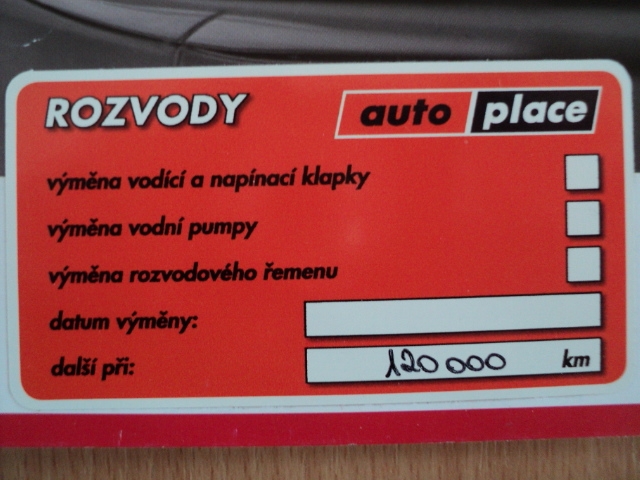 ROZVODY auto place
výměna vodící a napínací klapky
výměna vodní pumpy
výměna rozvodového řemenu
datum výměny:
další při: 120 000 km